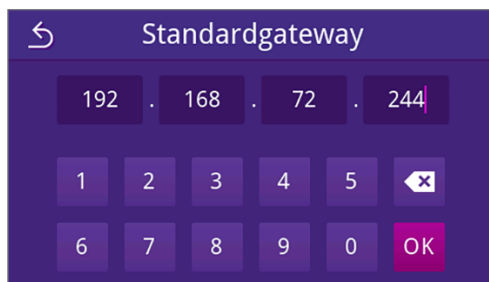 Standardgateway
192 . 168 . 72 . 244
1 2 3 4 5
6 7 8 9 0 OK